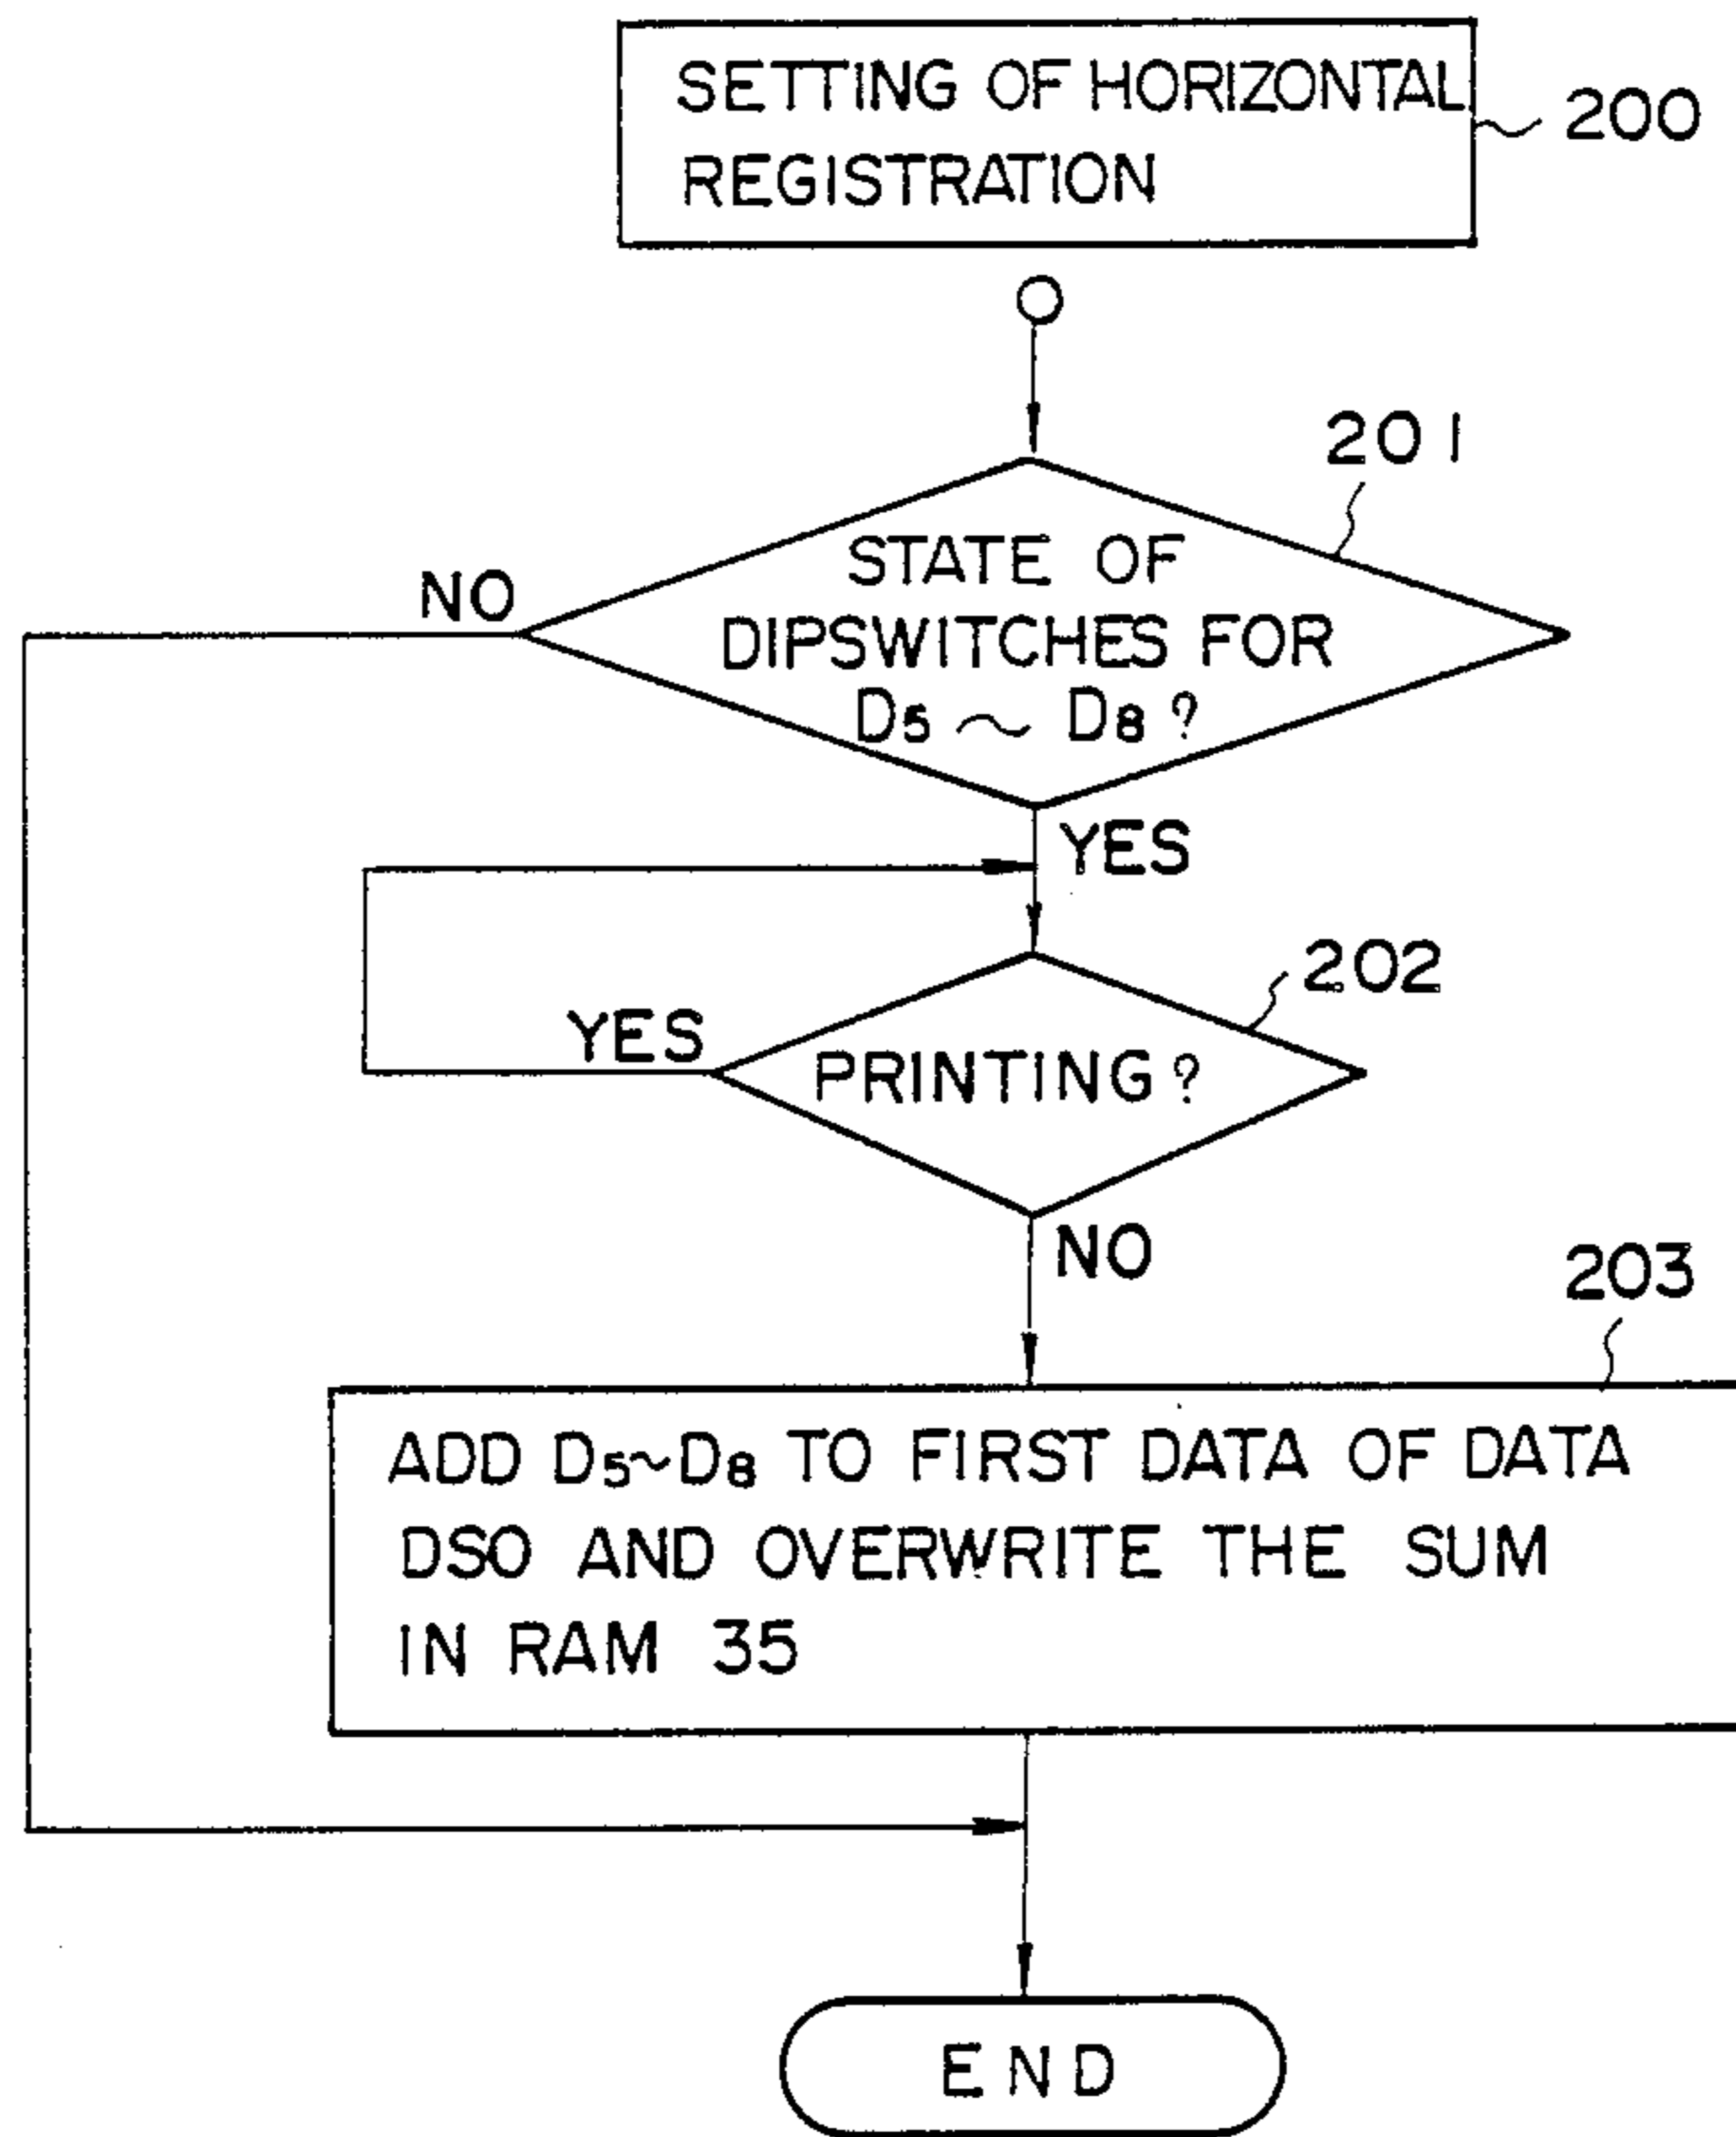 SETTING OF HORIZONTAL
REGISTRATION
200
201
STATE OF
DIPSWITCHES FOR
D5 ~ D8 ?
NO
YES
202
YES
PRINTING ?
NO
203
ADD D5~D8 TO FIRST DATA OF DATA
DSO AND OVERWRITE THE SUM
IN RAM 35
END